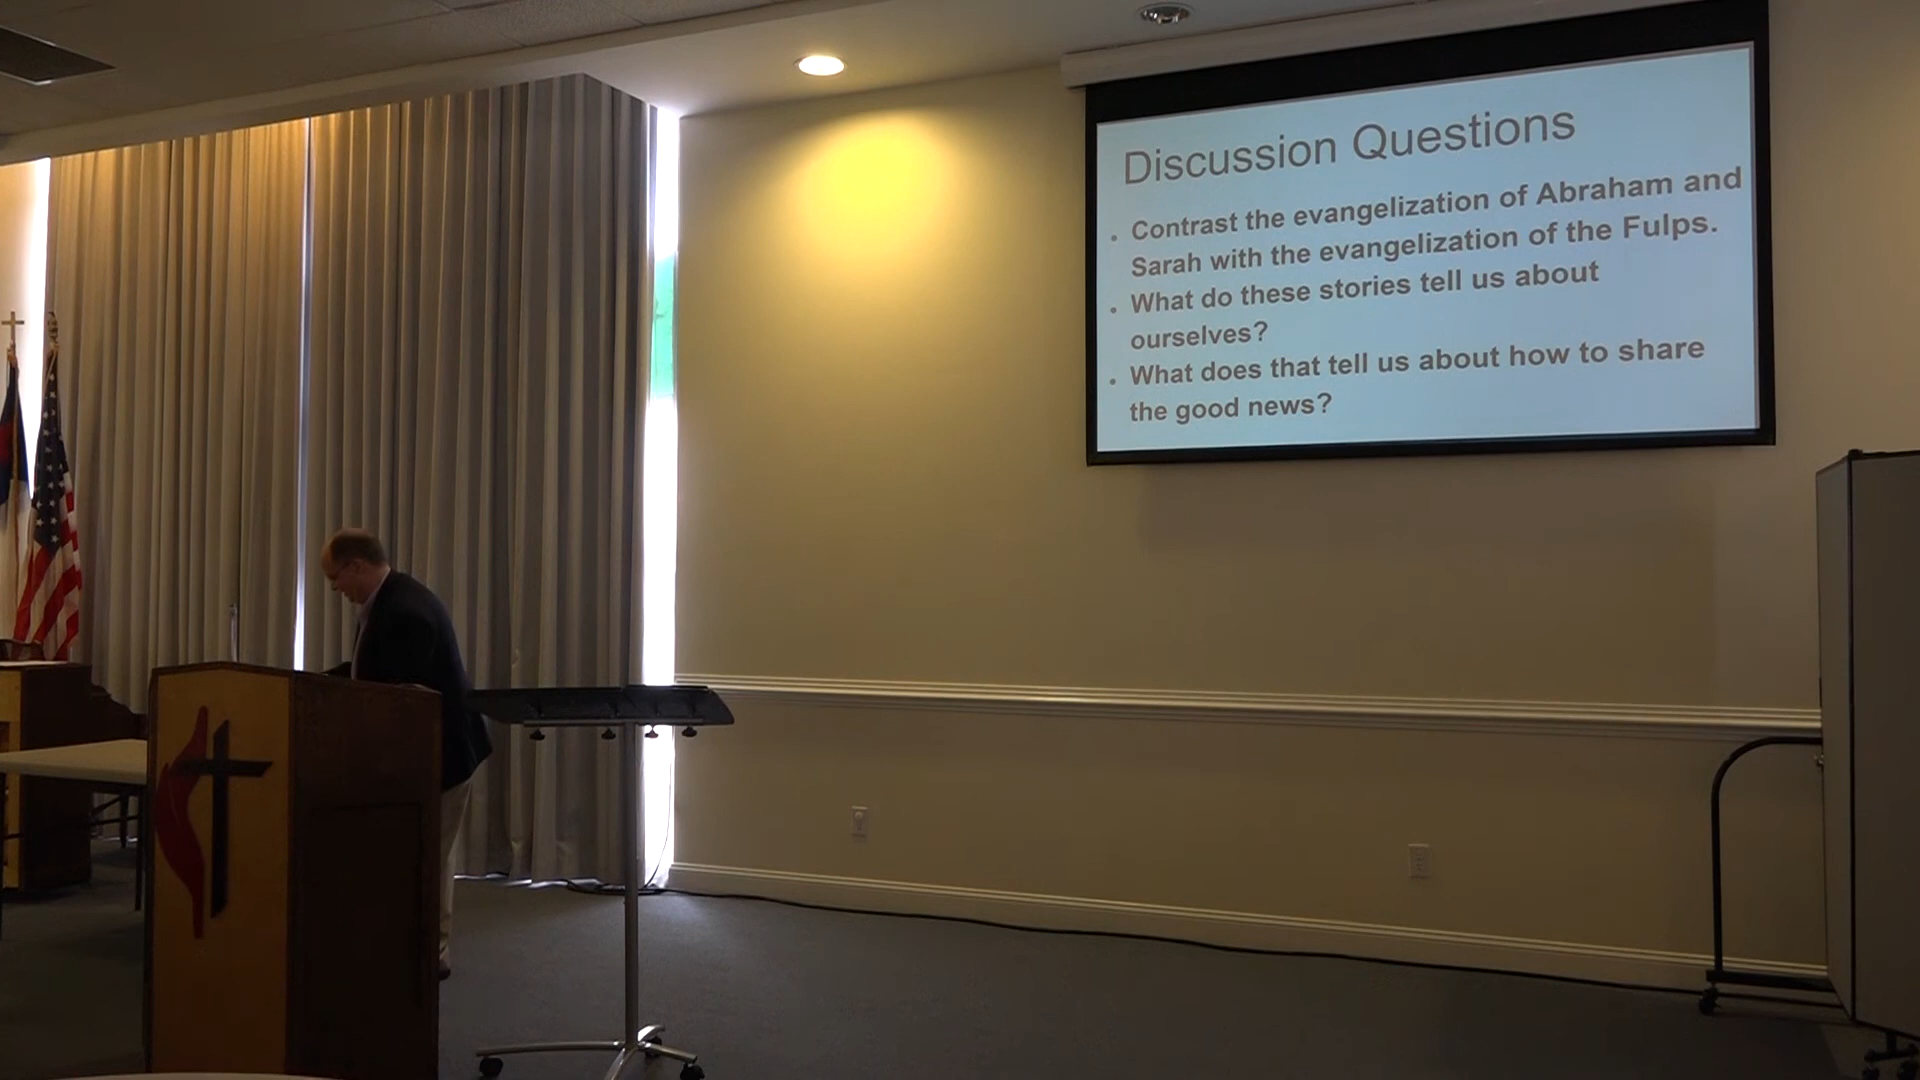 Discussion Questions
• Contrast the evangelization of Abraham and
Sarah with the evangelization of the Fulps.
• What do these stories tell us about
ourselves?
• What does that tell us about how to share
the good news?